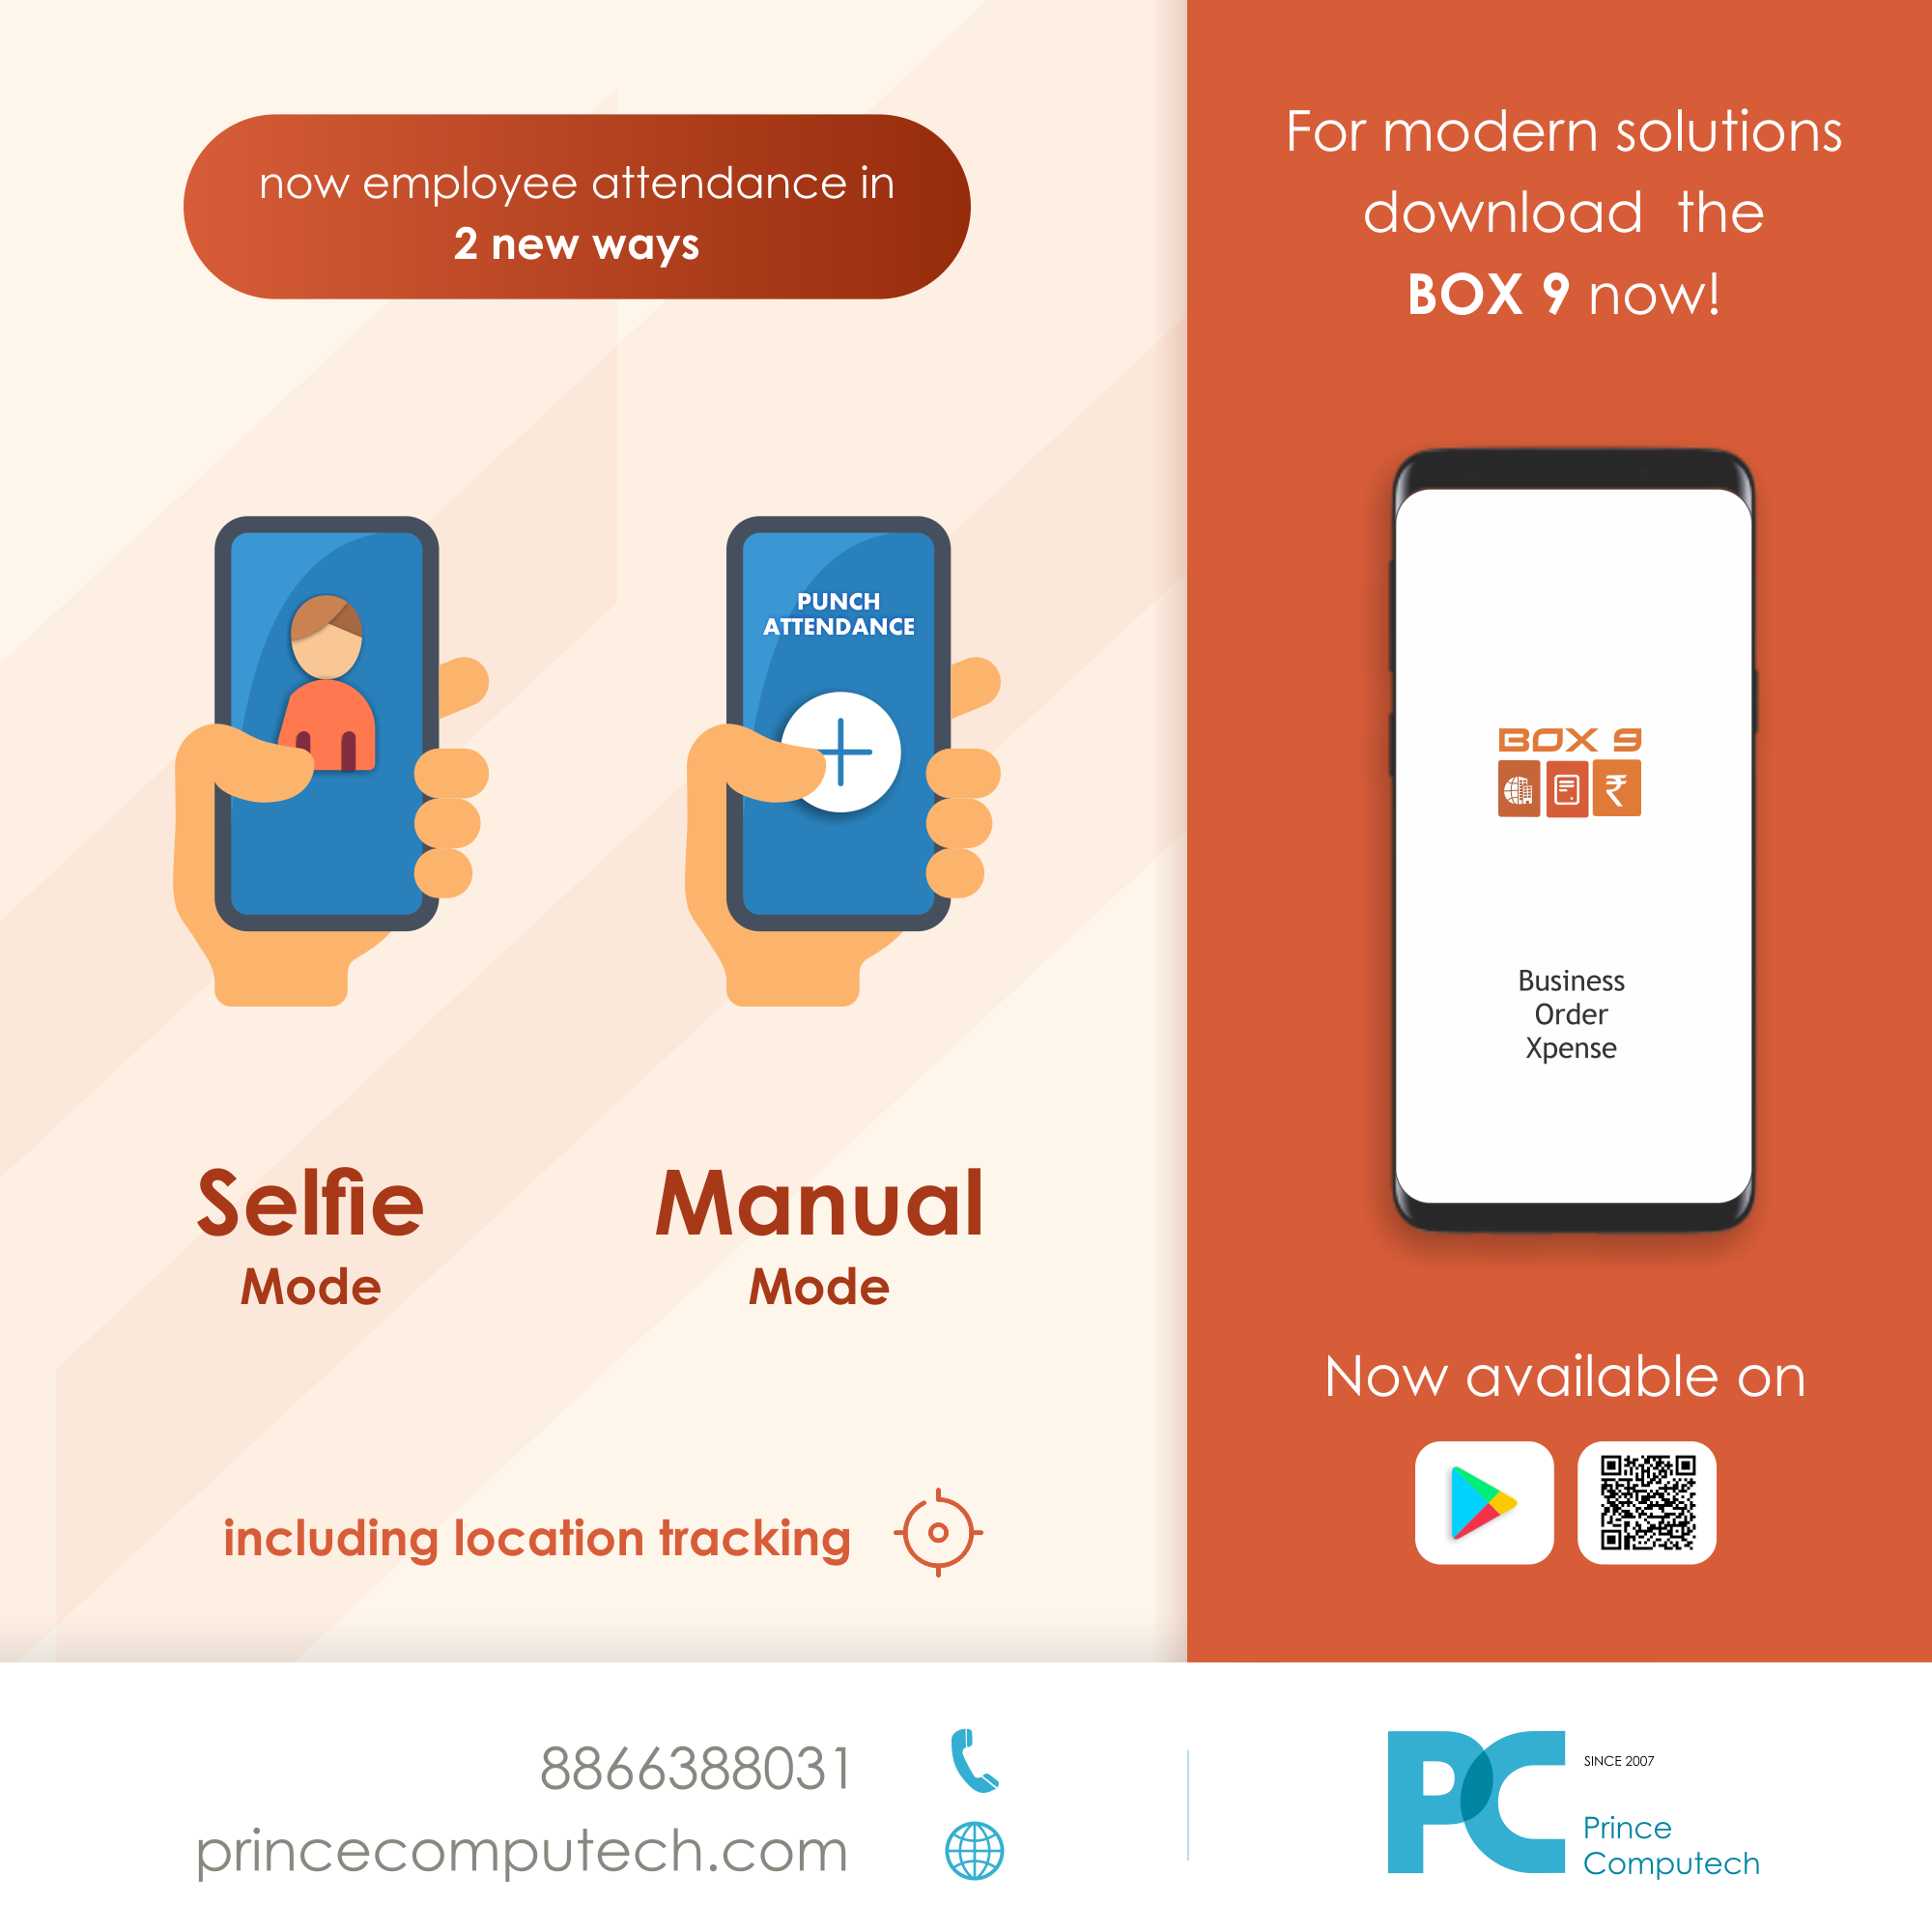 now employee attendance in
2 new ways
PUNCH
ATTENDANCE
Selfie
Mode
Manual
Mode
including location tracking
For modern solutions
download the
BOX 9 now!
BOX 9
₹
Business
Order
Xpense
Now available on
8866388031
princecomputech.com
PC
SINCE 2007
Prince
Computech